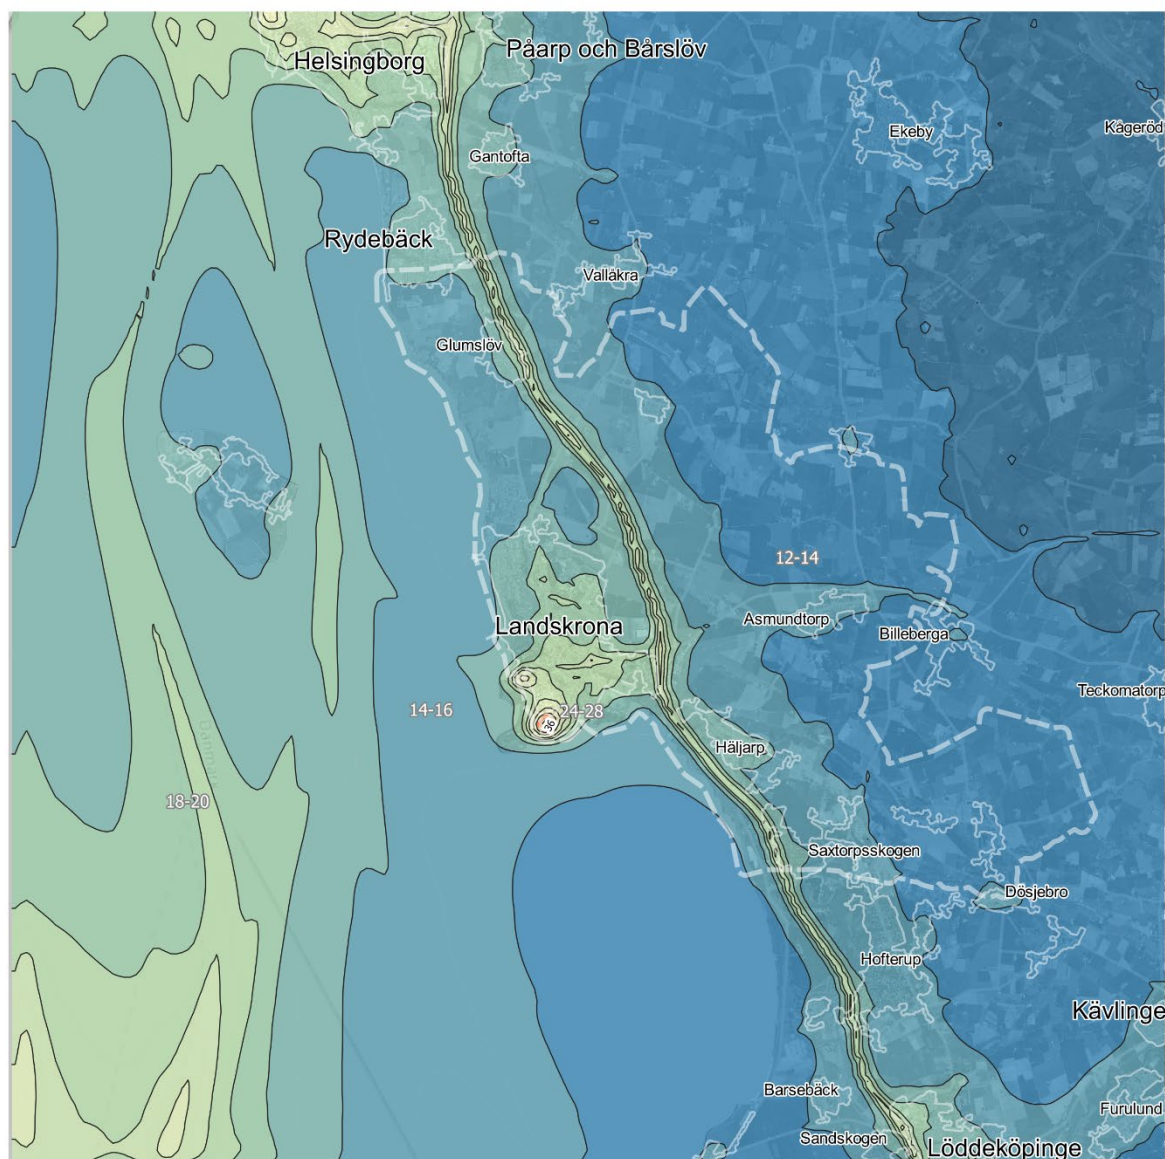 Påarp och Bårslöv
Helsingborg
Ekeby
Kågeröd
Gantofta
Rydebäck
Vallåkra
Glumslöv
12-14
Asmundtorp
Landskrona
Billeberga
Teckomatorp
14-16
24-28
36
Häljarp
Danmark
18-20
Saxtorpsskogen
Dösjebro
Hofterup
Kävlinge
Barsebäck
Furulund
Sandskogen
Löddeköpinge